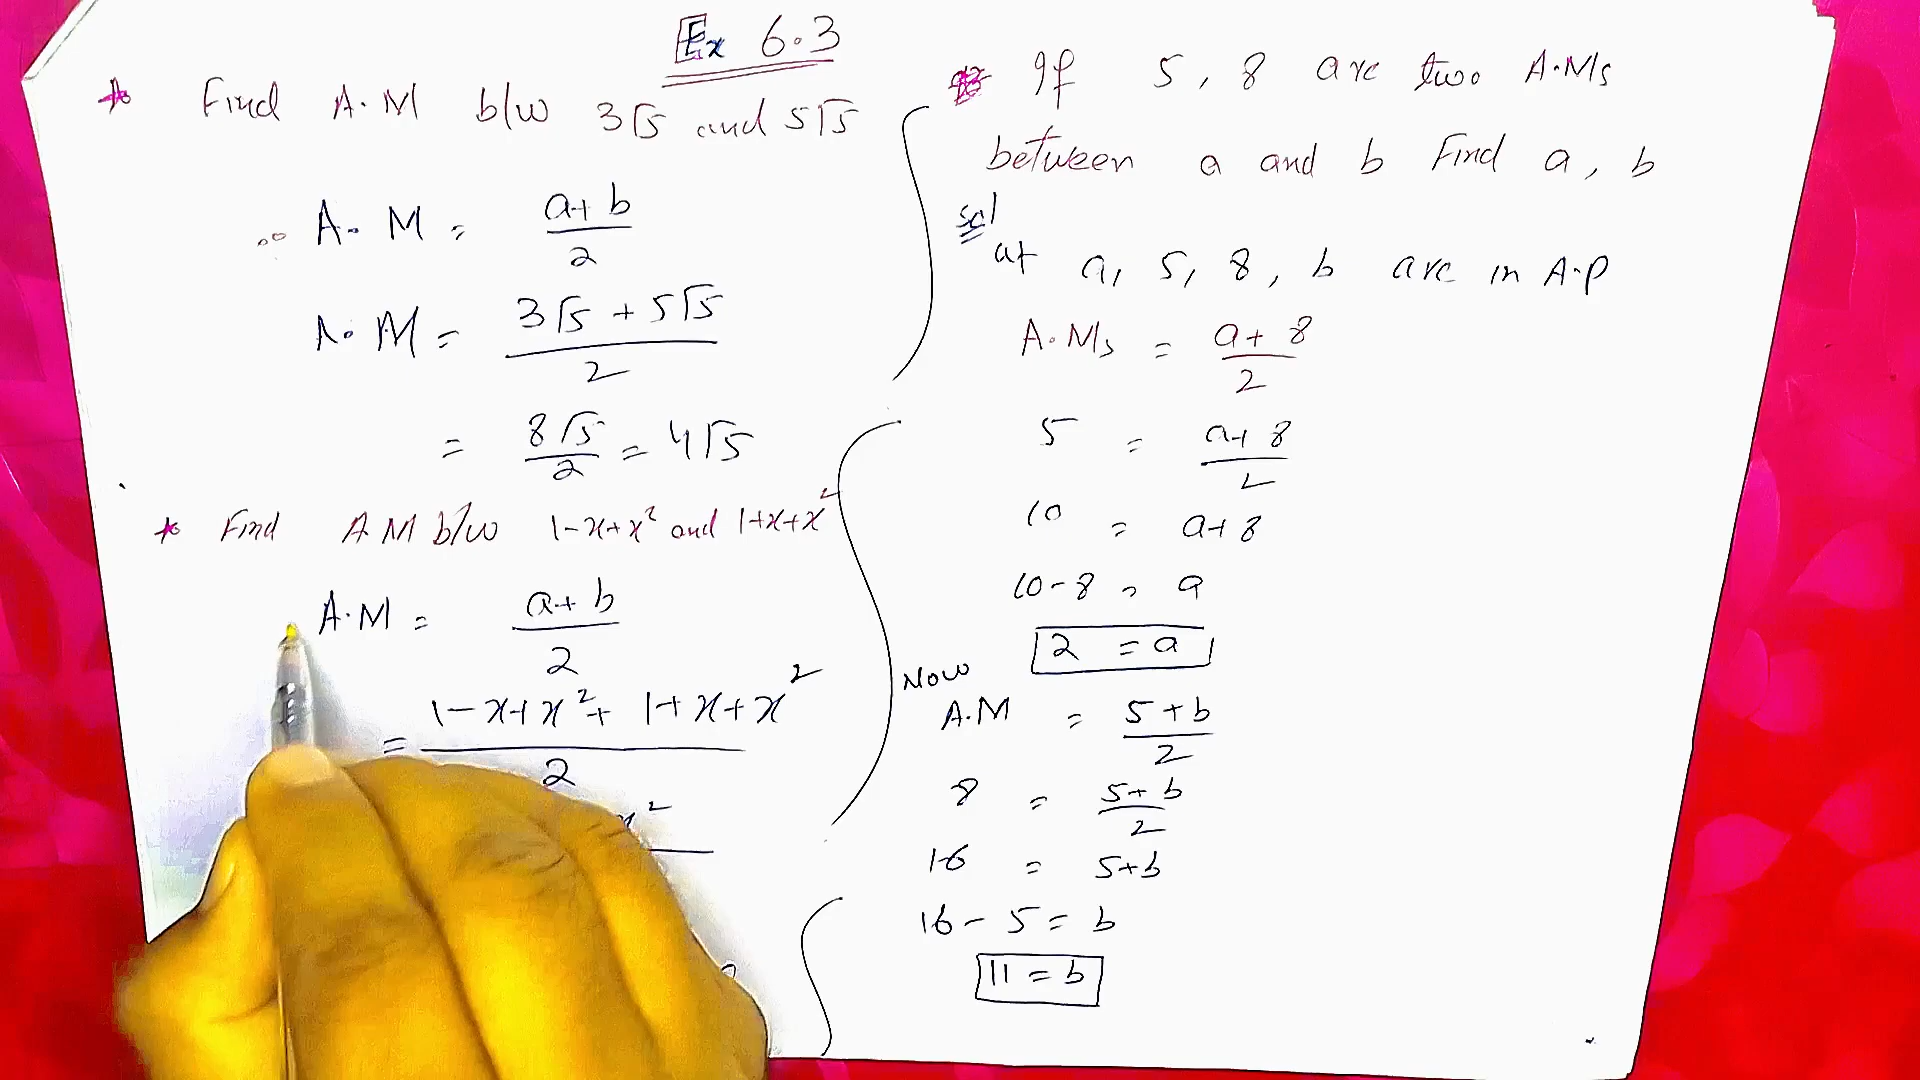 Ex 6.3
* Find A.M b/w 3√5 and 5√5
∴ A.M = a+b/2
A.M = 3√5 + 5√5/2
= 8√5/2 = 4√5
* Find A M b/w 1-x+x² and 1+x+x²
A.M = a+b/2
= 1-x+x²+ 1+x+x²/2
x²
If 5, 8 are two A.Ms
between a and b Find a, b
Sol
a, 5, 8, b are in A.P
A.Ms = a+8/2
5 = a+8/2
10 = a+8
10-8 = a
2 = a
Now
A.M = 5+b/2
8 = 5+b/2
16 = 5+b
16-5 = b
11 = b